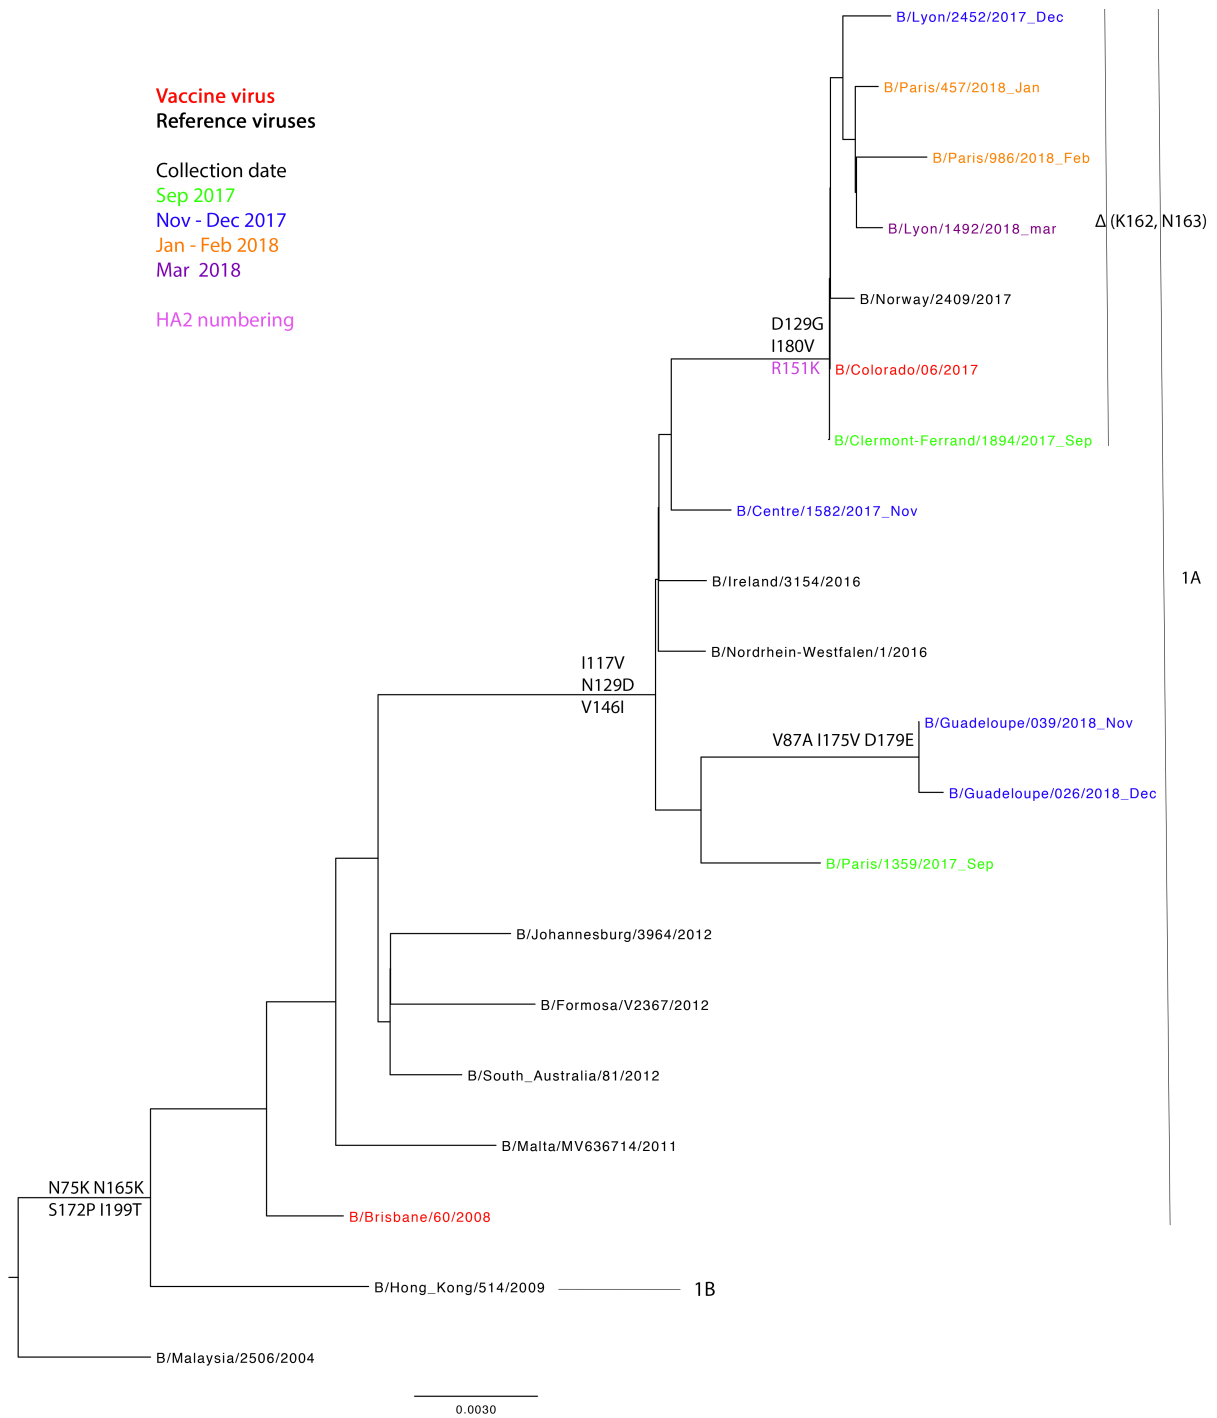 B/Lyon/2452/2017_Dec
Vaccine virus
Reference viruses
Collection date
Sep 2017
Nov - Dec 2017
Jan - Feb 2018
Mar 2018
HA2 numbering
B/Paris/457/2018_Jan
B/Paris/986/2018_Feb
Δ (K162, N163)
B/Lyon/1492/2018_mar
B/Norway/2409/2017
D129G
I180V
R151K
B/Colorado/06/2017
B/Clermont-Ferrand/1894/2017_Sep
B/Centre/1582/2017_Nov
B/Ireland/3154/2016
1A
B/Nordrhein-Westfalen/1/2016
I117V
N129D
V146I
B/Guadeloupe/039/2018_Nov
V87A I175V D179E
B/Guadeloupe/026/2018_Dec
B/Paris/1359/2017_Sep
B/Johannesburg/3964/2012
B/Formosa/V2367/2012
B/South_Australia/81/2012
B/Malta/MV636714/2011
N75K N165K
S172P I199T
B/Brisbane/60/2008
B/Hong_Kong/514/2009
1B
B/Malaysia/2506/2004
0.0030